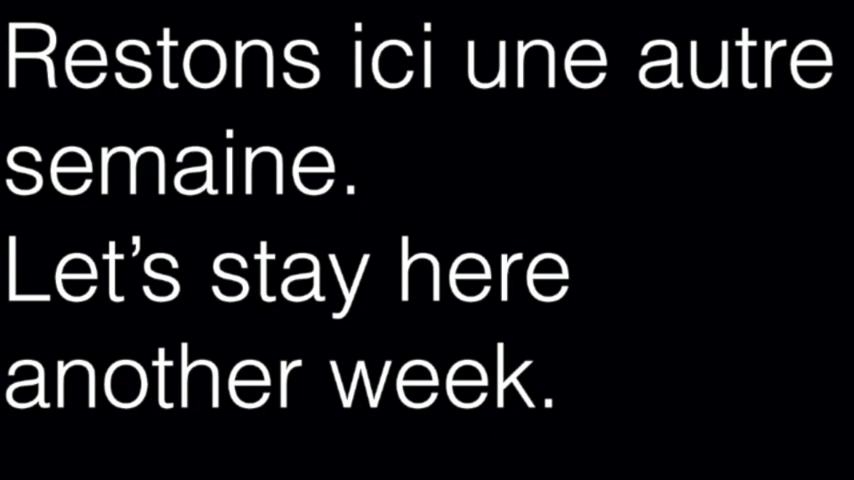 Restons ici une autre
semaine.
Let’s stay here
another week.